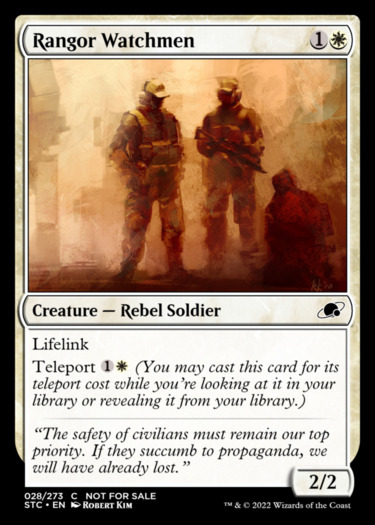 Rangor Watchmen 1
Creature — Rebel Soldier
Lifelink
Teleport 1 (You may cast this card for its
teleport cost while you're looking at it in your
library or revealing it from your library.)
"The safety of civilians must remain our top
priority. If they succumb to propaganda, we
will have already lost."
2/2
028/273 C NOT FOR SALE
STC • EN Robert Kim
™ & © 2022 Wizards of the Coast